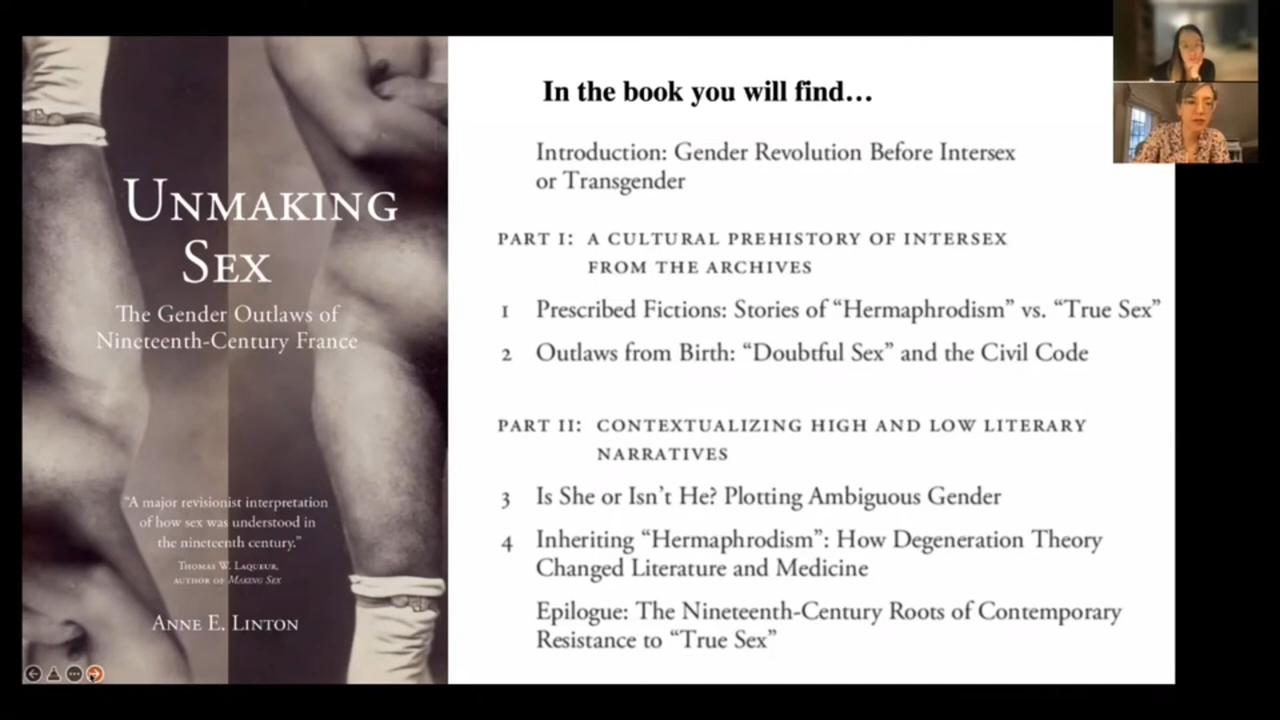 UNMAKING
SEX
The Gender Outlaws of
Nineteenth-Century France
"A major revisionist interpretation
of how sex was understood in
the nineteenth century."
THOMAS W. LAQUEUR,
AUTHOR OF MAKING SEX
ANNE E. LINTON
In the book you will find…
Introduction: Gender Revolution Before Intersex
or Transgender
PART I: A CULTURAL PREHISTORY OF INTERSEX
FROM THE ARCHIVES
1 Prescribed Fictions: Stories of “Hermaphrodism” vs. “True Sex”
2 Outlaws from Birth: “Doubtful Sex” and the Civil Code
PART II: CONTEXTUALIZING HIGH AND LOW LITERARY
NARRATIVES
3 Is She or Isn’t He? Plotting Ambiguous Gender
4 Inheriting “Hermaphrodism”: How Degeneration Theory
Changed Literature and Medicine
Epilogue: The Nineteenth-Century Roots of Contemporary
Resistance to “True Sex”